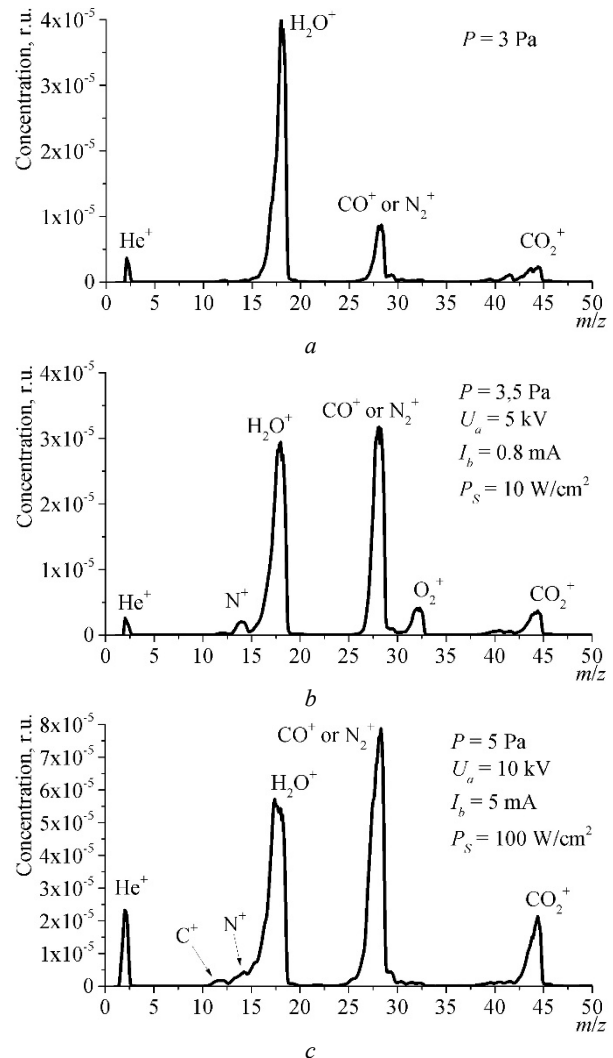 Concentration, r.u.
4x10⁻⁵
3x10⁻⁵
2x10⁻⁵
1x10⁻⁵
0
H₂O⁺
P = 3 Pa
He⁺
CO⁺ or N₂⁺
CO₂⁺
0 5 10 15 20 25 30 35 40 45 50
m/z
a
Concentration, r.u.
4x10⁻⁵
3x10⁻⁵
2x10⁻⁵
1x10⁻⁵
0
CO⁺ or N₂⁺
H₂O⁺
P = 3,5 Pa
Uₐ = 5 kV
I_b = 0.8 mA
P_S = 10 W/cm²
He⁺
N⁺
O₂⁺
CO₂⁺
0 5 10 15 20 25 30 35 40 45 50
m/z
b
Concentration, r.u.
8x10⁻⁵
7x10⁻⁵
6x10⁻⁵
5x10⁻⁵
4x10⁻⁵
3x10⁻⁵
2x10⁻⁵
1x10⁻⁵
0
CO⁺ or N₂⁺
H₂O⁺
P = 5 Pa
Uₐ = 10 kV
I_b = 5 mA
P_S = 100 W/cm²
He⁺
C⁺
N⁺
CO₂⁺
0 5 10 15 20 25 30 35 40 45 50
m/z
c